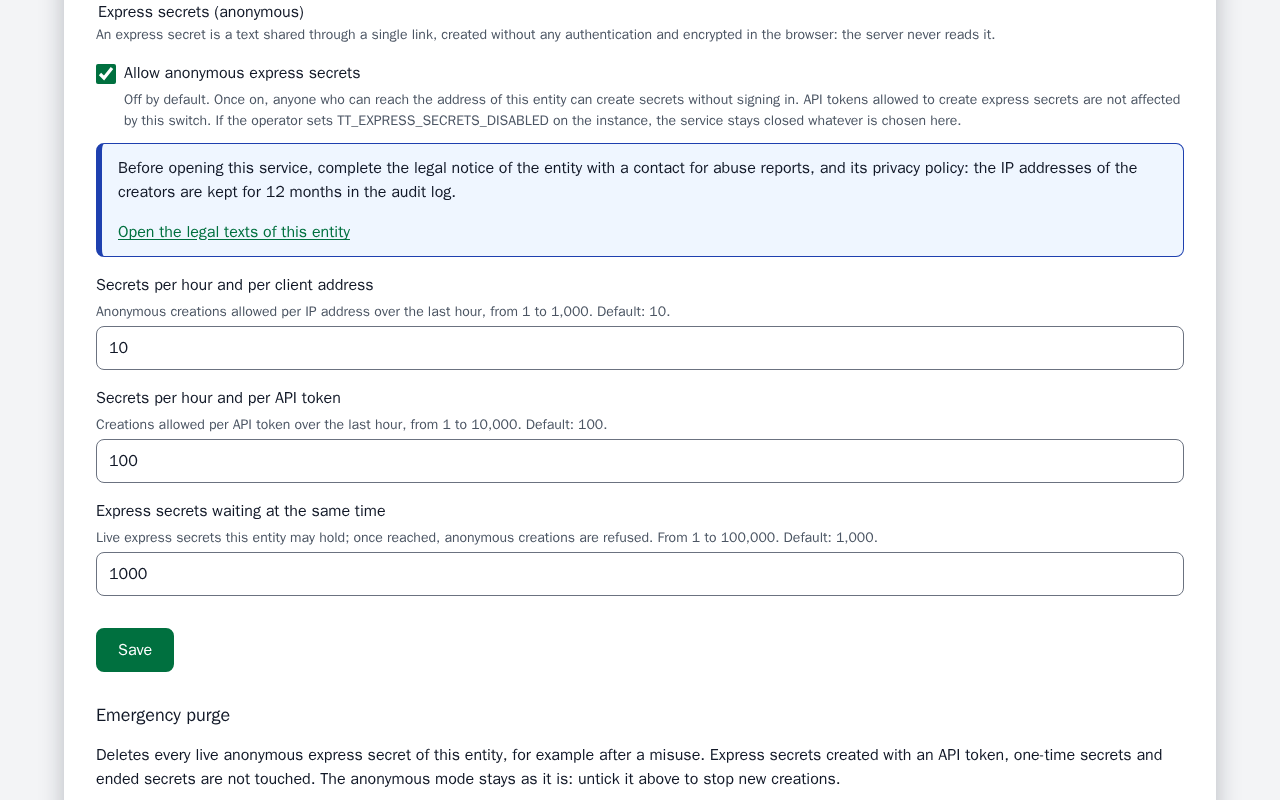 Express secrets (anonymous)
An express secret is a text shared through a single link, created without any authentication and encrypted in the browser: the server never reads it.
Allow anonymous express secrets
Off by default. Once on, anyone who can reach the address of this entity can create secrets without signing in. API tokens allowed to create express secrets are not affected
by this switch. If the operator sets TT_EXPRESS_SECRETS_DISABLED on the instance, the service stays closed whatever is chosen here.
Before opening this service, complete the legal notice of the entity with a contact for abuse reports, and its privacy policy: the IP addresses of the
creators are kept for 12 months in the audit log.
Open the legal texts of this entity
Secrets per hour and per client address
Anonymous creations allowed per IP address over the last hour, from 1 to 1,000. Default: 10.
10
Secrets per hour and per API token
Creations allowed per API token over the last hour, from 1 to 10,000. Default: 100.
100
Express secrets waiting at the same time
Live express secrets this entity may hold; once reached, anonymous creations are refused. From 1 to 100,000. Default: 1,000.
1000
Save
Emergency purge
Deletes every live anonymous express secret of this entity, for example after a misuse. Express secrets created with an API token, one-time secrets and
ended secrets are not touched. The anonymous mode stays as it is: untick it above to stop new creations.